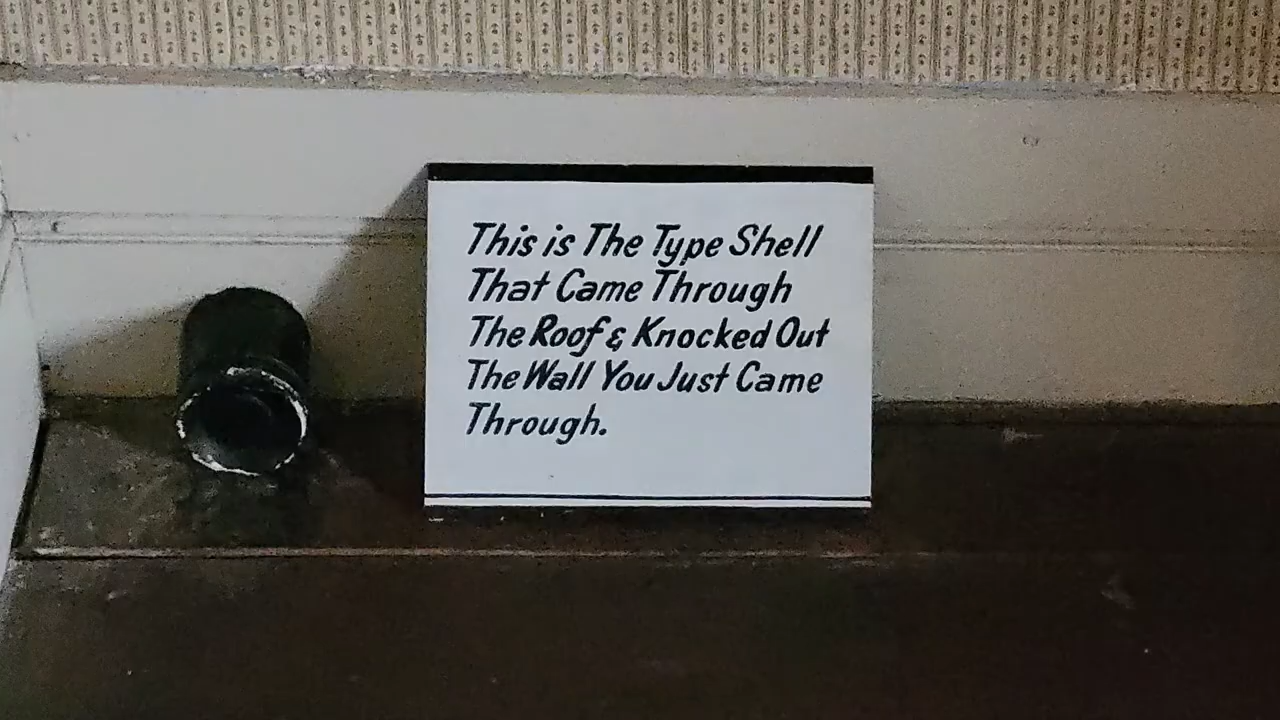 This is The Type Shell
That Came Through
The Roof & Knocked Out
The Wall You Just Came
Through.